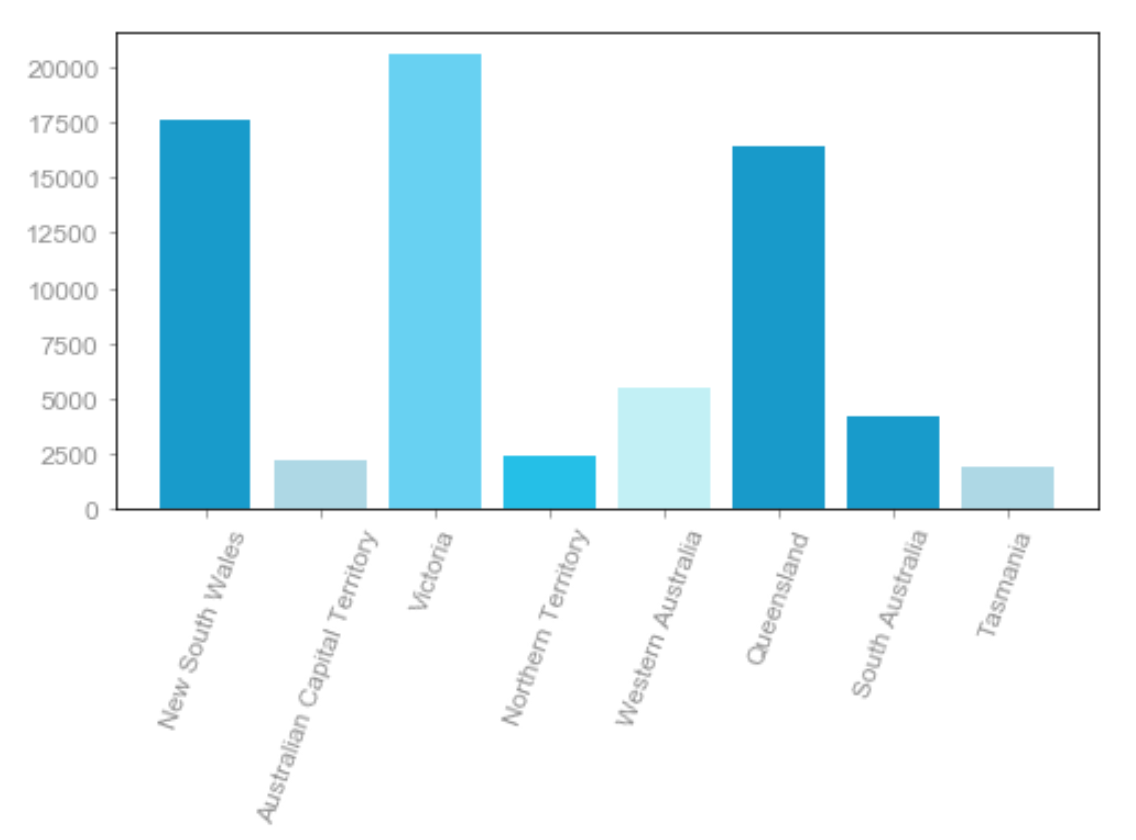 20000
17500
15000
12500
10000
7500
5000
2500
0
New South Wales
Australian Capital Territory
Victoria
Northern Territory
Western Australia
Queensland
South Australia
Tasmania